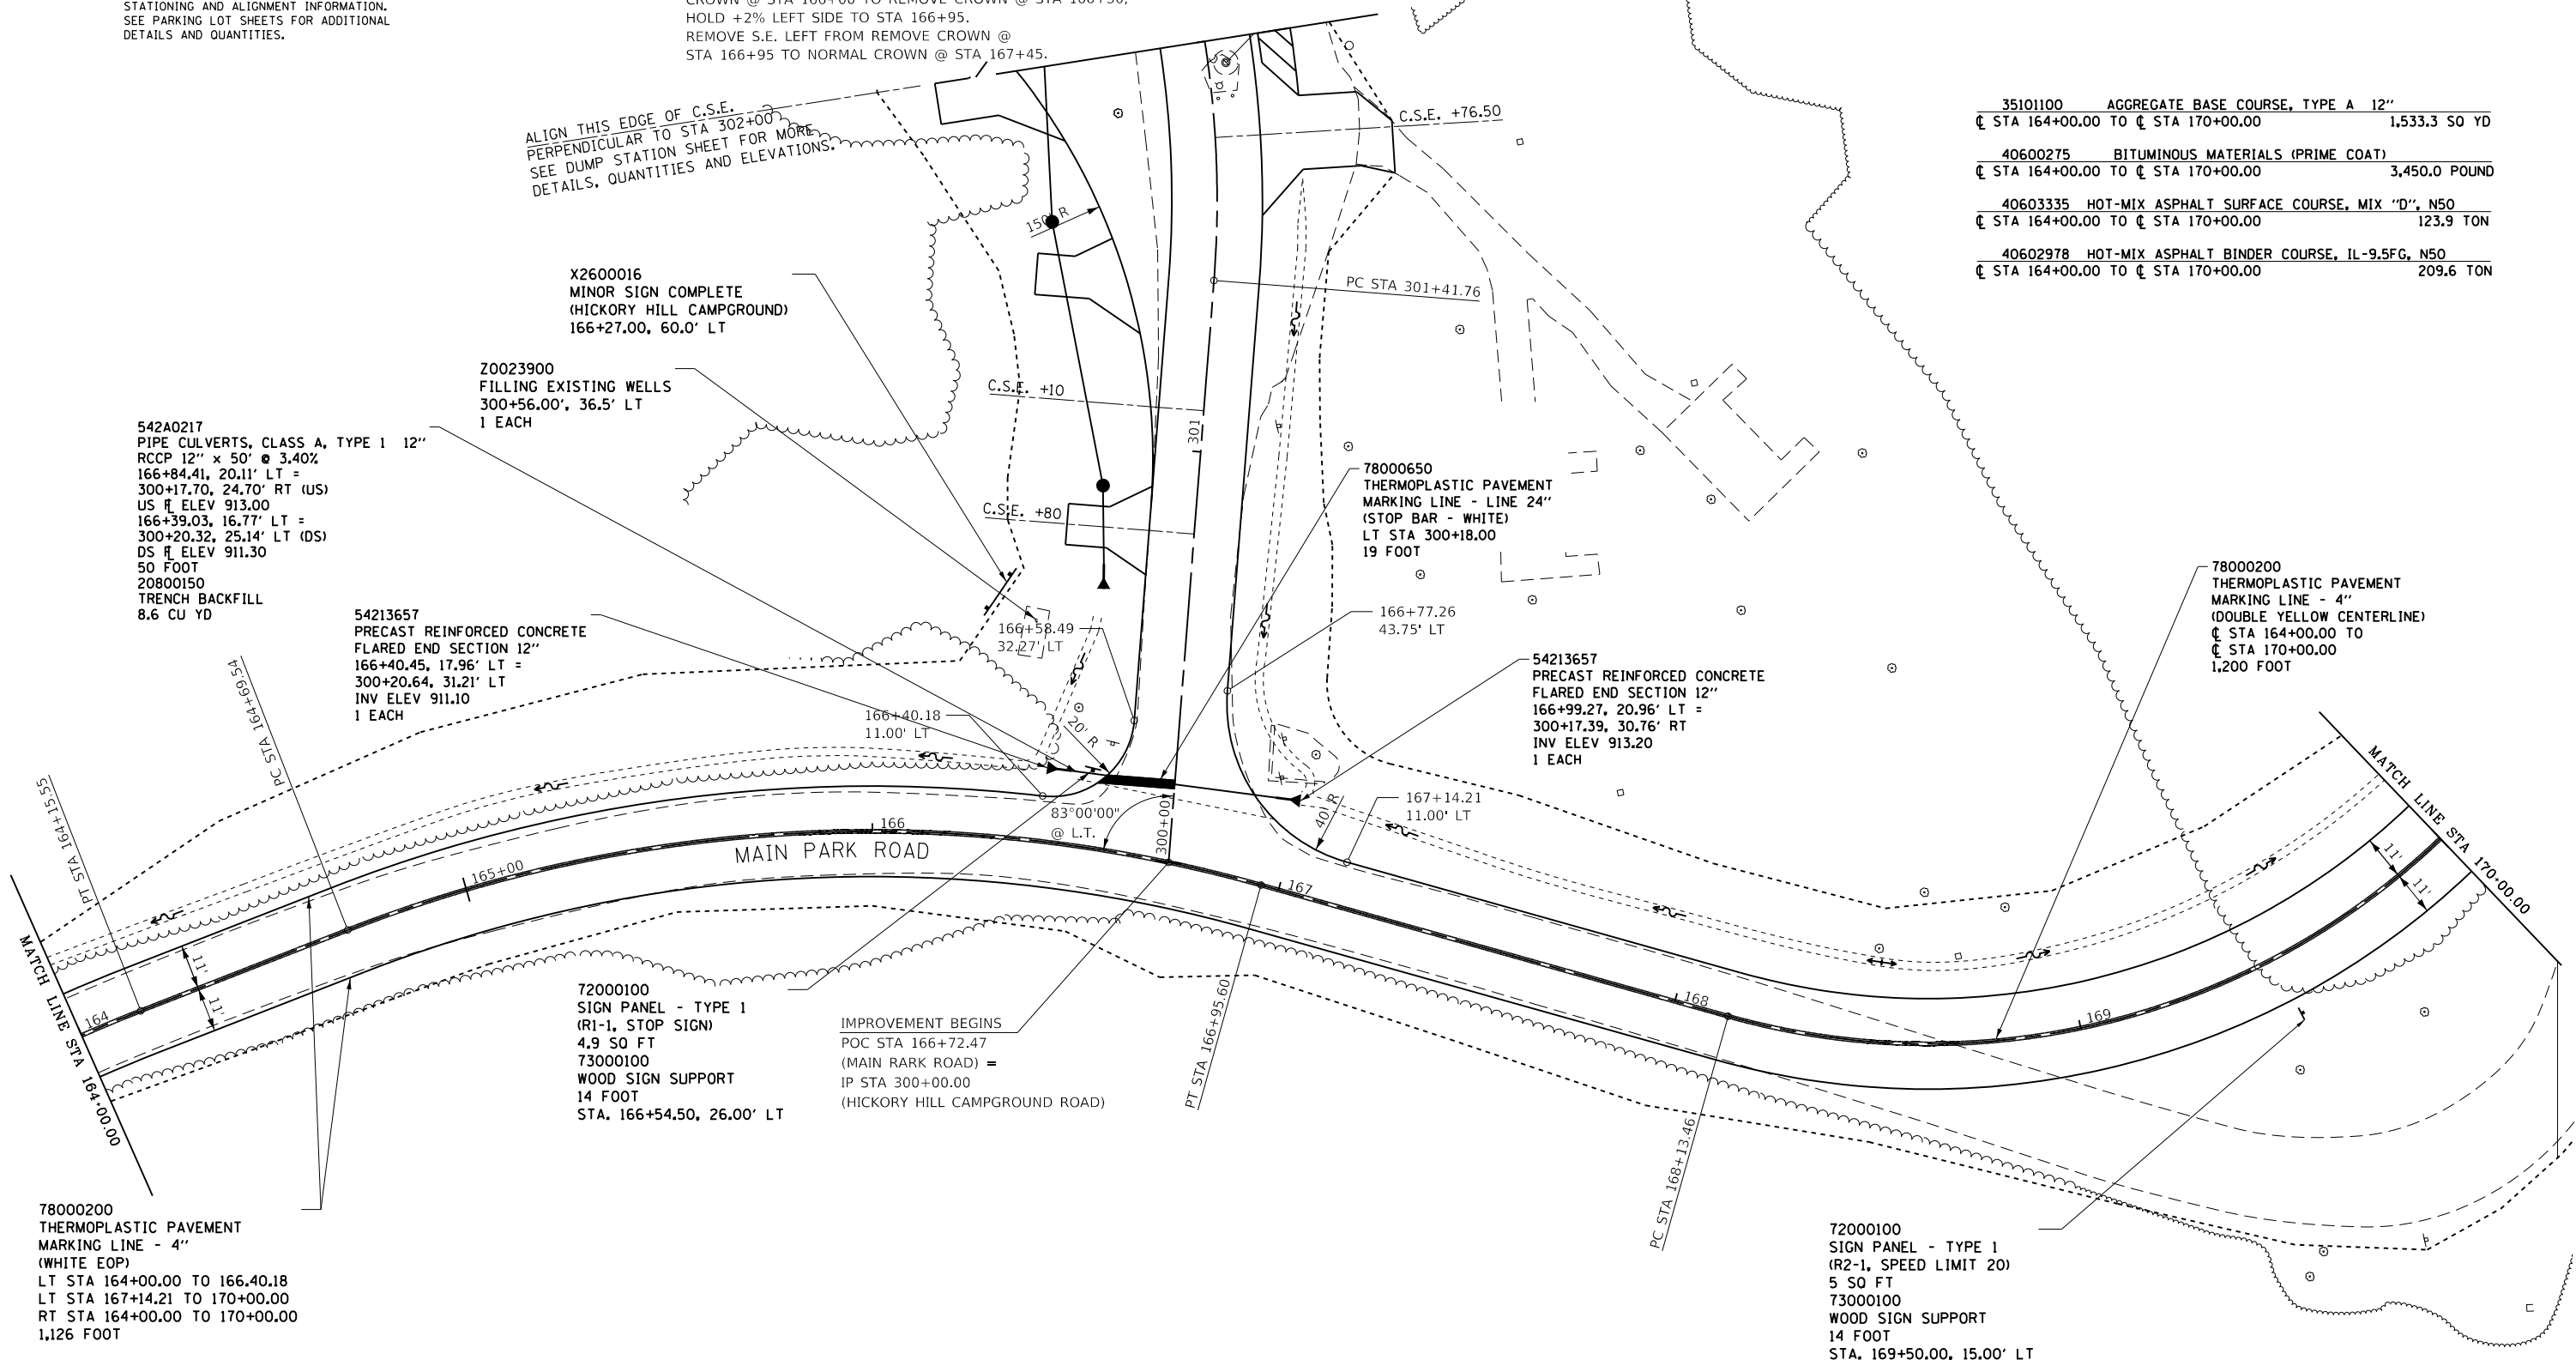 STATIONING AND ALIGNMENT INFORMATION.
SEE PARKING LOT SHEETS FOR ADDITIONAL
DETAILS AND QUANTITIES.
HOLD +2% LEFT SIDE TO STA 166+95.
REMOVE S.E. LEFT FROM REMOVE CROWN @
STA 166+95 TO NORMAL CROWN @ STA 167+45.
ALIGN THIS EDGE OF C.S.E.
PERPENDICULAR TO STA 302+00
SEE DUMP STATION SHEET FOR MORE
DETAILS, QUANTITIES AND ELEVATIONS.
C.S.E. +76.50
35101100 AGGREGATE BASE COURSE, TYPE A 12"
℄ STA 164+00.00 TO ℄ STA 170+00.00 1,533.3 SQ YD
40600275 BITUMINOUS MATERIALS (PRIME COAT)
℄ STA 164+00.00 TO ℄ STA 170+00.00 3,450.0 POUND
40603335 HOT-MIX ASPHALT SURFACE COURSE, MIX "D", N50
℄ STA 164+00.00 TO ℄ STA 170+00.00 123.9 TON
40602978 HOT-MIX ASPHALT BINDER COURSE, IL-9.5FG, N50
℄ STA 164+00.00 TO ℄ STA 170+00.00 209.6 TON
150' R
X2600016
MINOR SIGN COMPLETE
(HICKORY HILL CAMPGROUND)
166+27.00, 60.0' LT
PC STA 301+41.76
Z0023900
FILLING EXISTING WELLS
300+56.00', 36.5' LT
1 EACH
C.S.E. +10
301
C.S.E. +80
542A0217
PIPE CULVERTS, CLASS A, TYPE 1 12"
RCCP 12" x 50' @ 3.40%
166+84.41, 20.11' LT =
300+17.70, 24.70' RT (US)
US FL ELEV 913.00
166+39.03, 16.77' LT =
300+20.32, 25.14' LT (DS)
DS FL ELEV 911.30
50 FOOT
20800150
TRENCH BACKFILL
8.6 CU YD
78000650
THERMOPLASTIC PAVEMENT
MARKING LINE - LINE 24"
(STOP BAR - WHITE)
LT STA 300+18.00
19 FOOT
78000200
THERMOPLASTIC PAVEMENT
MARKING LINE - 4"
(DOUBLE YELLOW CENTERLINE)
℄ STA 164+00.00 TO
℄ STA 170+00.00
1,200 FOOT
54213657
PRECAST REINFORCED CONCRETE
FLARED END SECTION 12"
166+40.45, 17.96' LT =
300+20.64, 31.21' LT
INV ELEV 911.10
1 EACH
166+58.49
32.27' LT
166+77.26
43.75' LT
54213657
PRECAST REINFORCED CONCRETE
FLARED END SECTION 12"
166+99.27, 20.96' LT =
300+17.39, 30.76' RT
INV ELEV 913.20
1 EACH
166+40.18
11.00' LT
20' R
40' R
167+14.21
11.00' LT
83°00'00"
@ L.T.
300+00
PT STA 164+15.55
PC STA 164+69.54
MATCH LINE STA 164+00.00
164
11'
11'
165+00
166
MAIN PARK ROAD
167
168
169
11'
11'
MATCH LINE STA 170+00.00
PT STA 166+95.60
PC STA 168+13.46
72000100
SIGN PANEL - TYPE 1
(R1-1, STOP SIGN)
4.9 SQ FT
73000100
WOOD SIGN SUPPORT
14 FOOT
STA. 166+54.50, 26.00' LT
IMPROVEMENT BEGINS
POC STA 166+72.47
(MAIN RARK ROAD) =
IP STA 300+00.00
(HICKORY HILL CAMPGROUND ROAD)
78000200
THERMOPLASTIC PAVEMENT
MARKING LINE - 4"
(WHITE EOP)
LT STA 164+00.00 TO 166.40.18
LT STA 167+14.21 TO 170+00.00
RT STA 164+00.00 TO 170+00.00
1,126 FOOT
72000100
SIGN PANEL - TYPE 1
(R2-1, SPEED LIMIT 20)
5 SQ FT
73000100
WOOD SIGN SUPPORT
14 FOOT
STA. 169+50.00, 15.00' LT